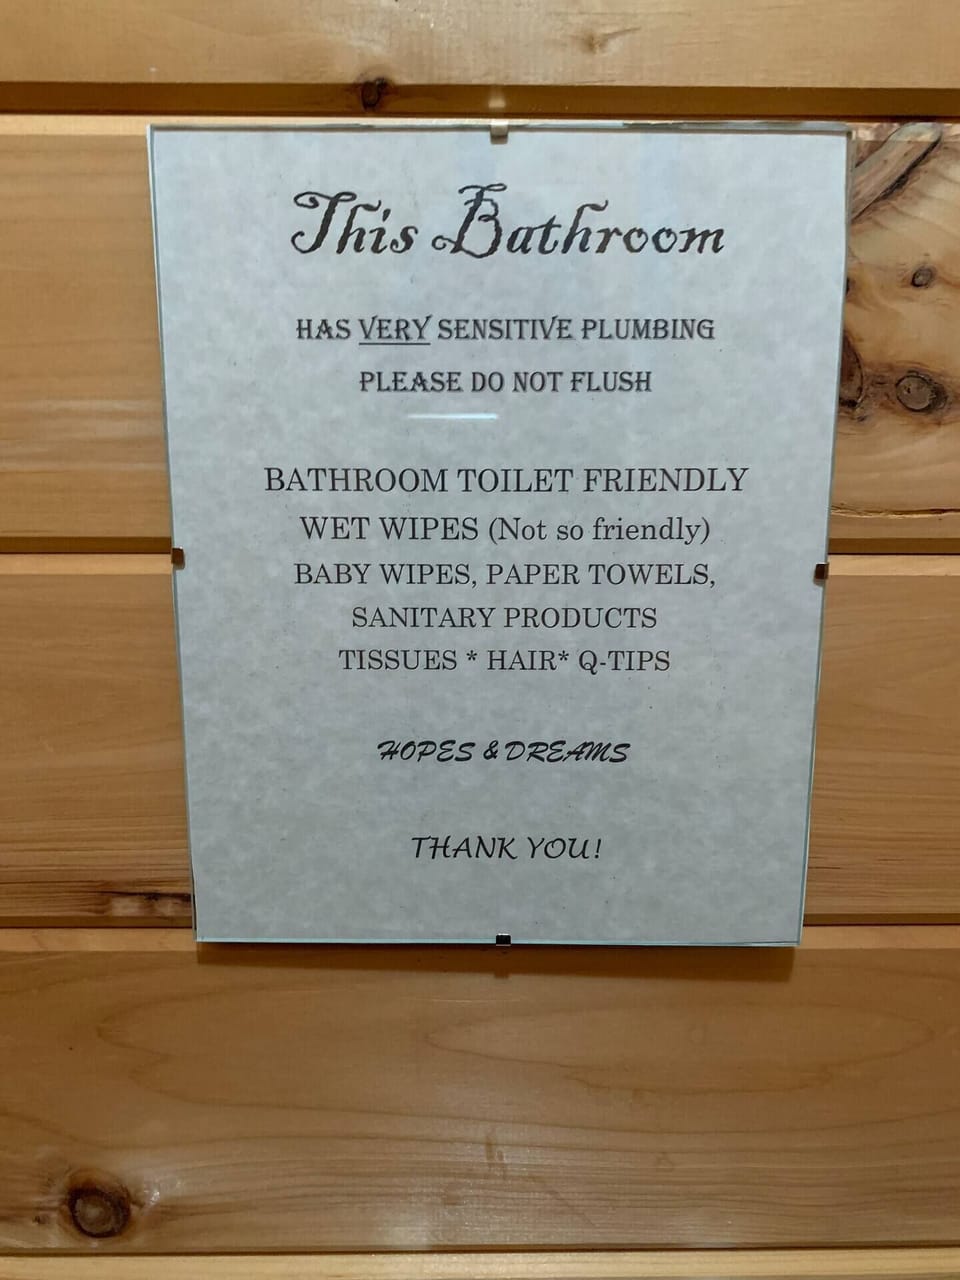 This Bathroom
HAS VERY SENSITIVE PLUMBING
PLEASE DO NOT FLUSH
BATHROOM TOILET FRIENDLY
WET WIPES (Not so friendly)
BABY WIPES, PAPER TOWELS,
SANITARY PRODUCTS
TISSUES * HAIR* Q-TIPS
HOPES & DREAMS
THANK YOU!